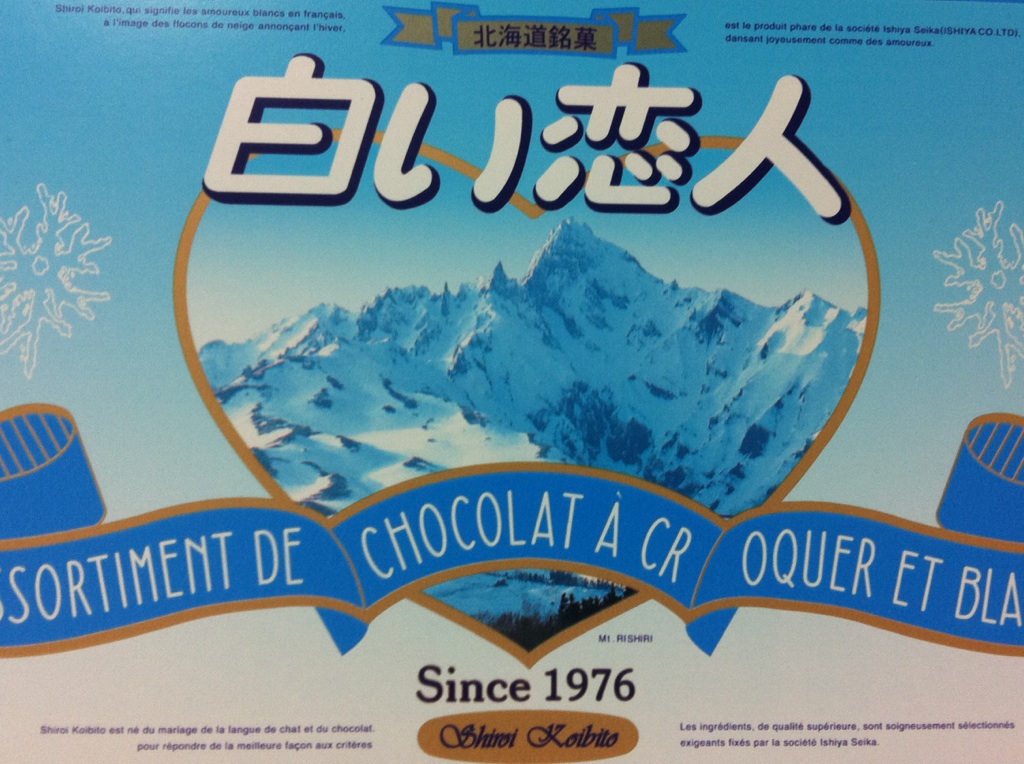 Shiroi Koibito, qui signifie les amoureux blancs en français,
à l'image des flocons de neige annonçant l'hiver,
北海道銘菓
est le produit phare de la société Ishiya Seika(ISHIYA CO.LTD),
dansant joyeusement comme des amoureux.
白い恋人
SSORTIMENT DE CHOCOLAT À CROQUER ET BLA
Mt. RISHIRI
Since 1976
Shiroi Koibito
Shiroi Koibito est né du mariage de la langue de chat et du chocolat.
pour répondre de la meilleure façon aux critères
Les ingrédients, de qualité supérieure, sont soigneusement sélectionnés
exigeants fixés par la société Ishiya Seika.